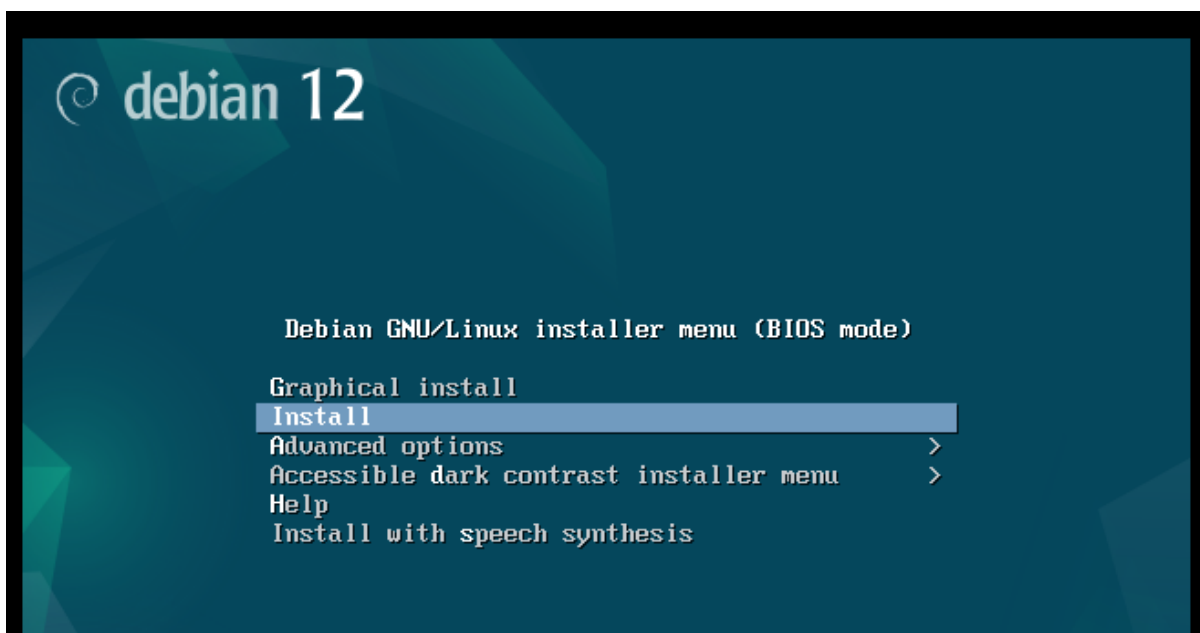 debian 12
Debian GNU/Linux installer menu (BIOS mode)
Graphical install
Install
Advanced options >
Accessible dark contrast installer menu >
Help
Install with speech synthesis